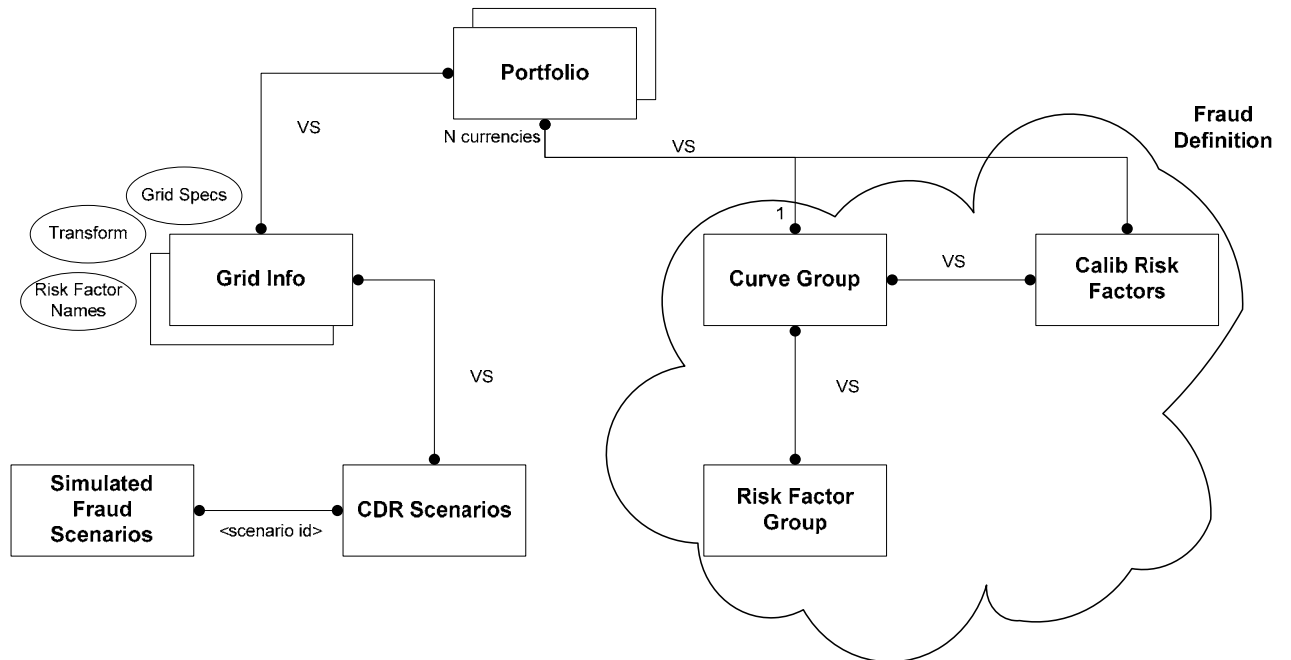 Portfolio
VS
N currencies
VS
Fraud
Definition
Grid Specs
Transform
Risk Factor
Names
Grid Info
1
Curve Group
VS
Calib Risk
Factors
VS
VS
Simulated
Fraud
Scenarios
<scenario id>
CDR Scenarios
Risk Factor
Group